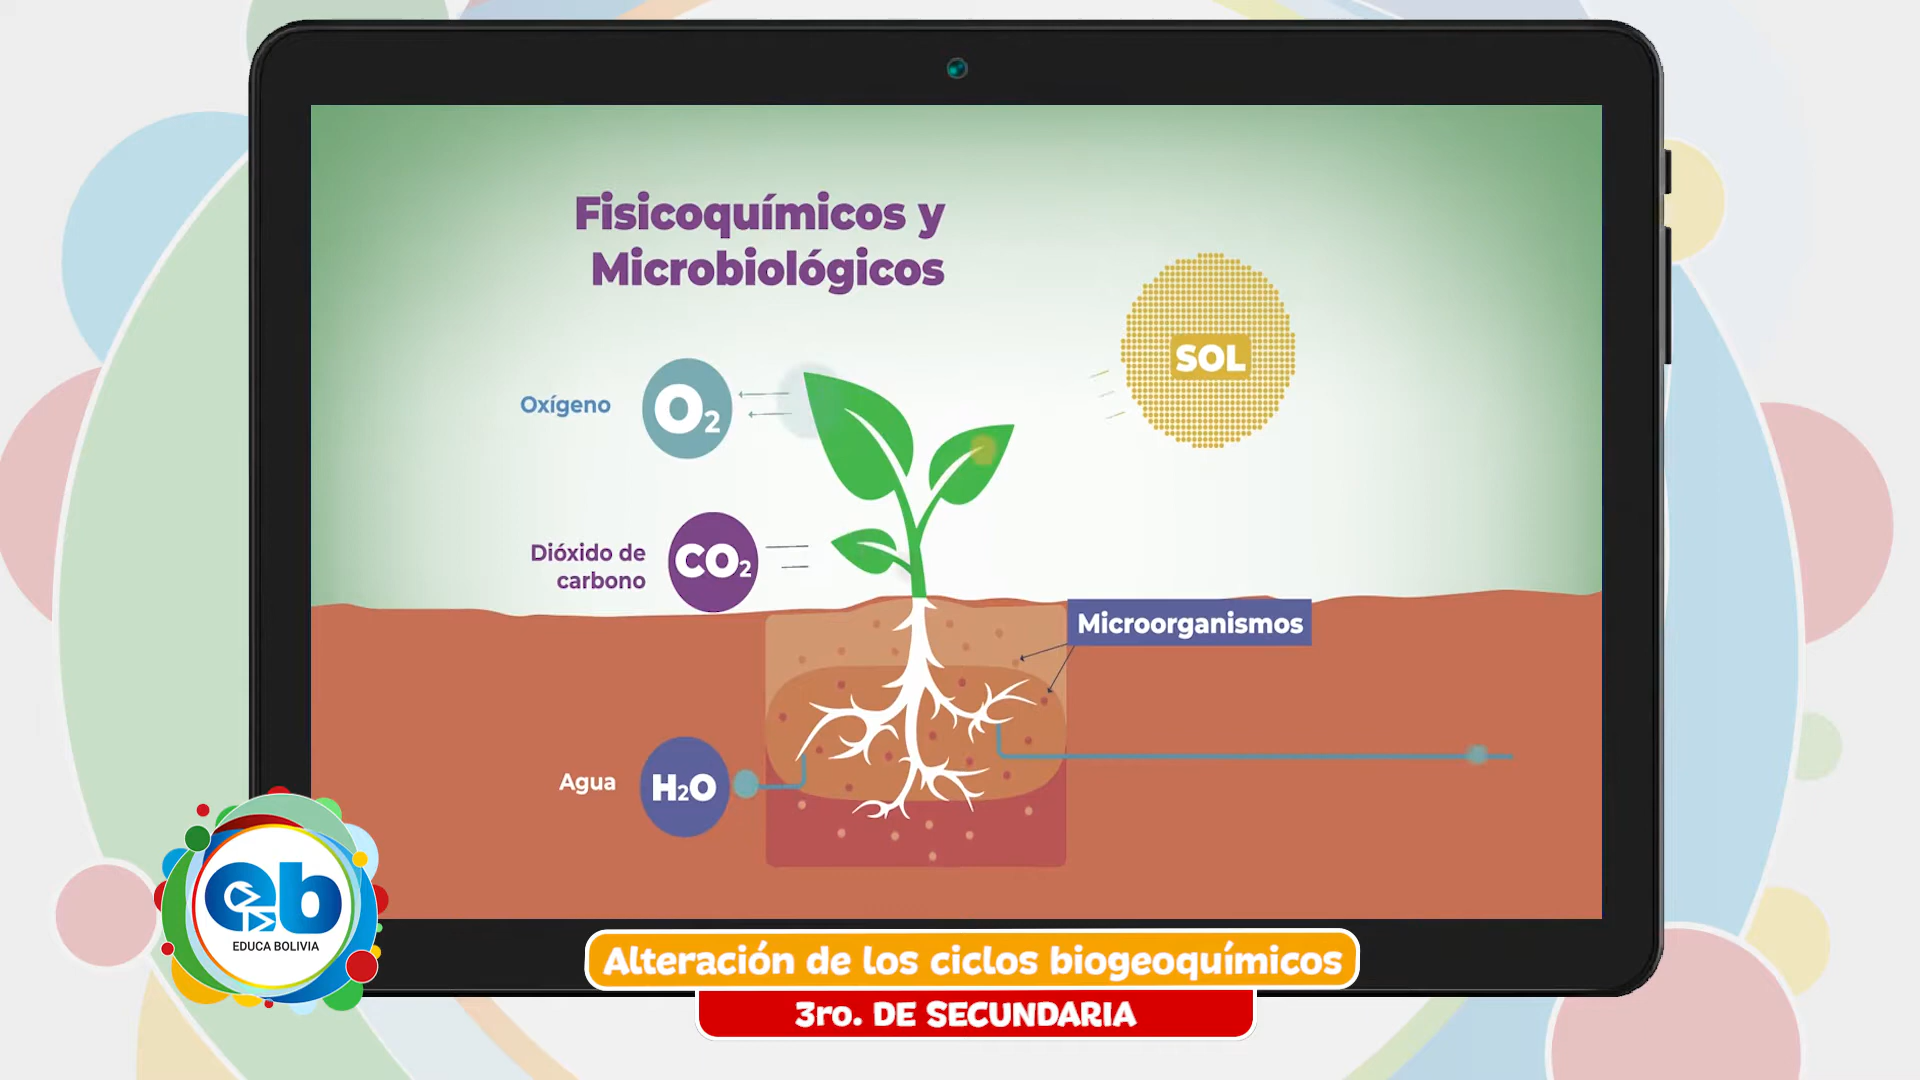 Fisicoquímicos y
Microbiológicos
SOL
Oxígeno
O₂
Dióxido de
carbono
CO₂
Microorganismos
Agua
H₂O
eb
EDUCA BOLIVIA
Alteración de los ciclos biogeoquímicos
3ro. DE SECUNDARIA